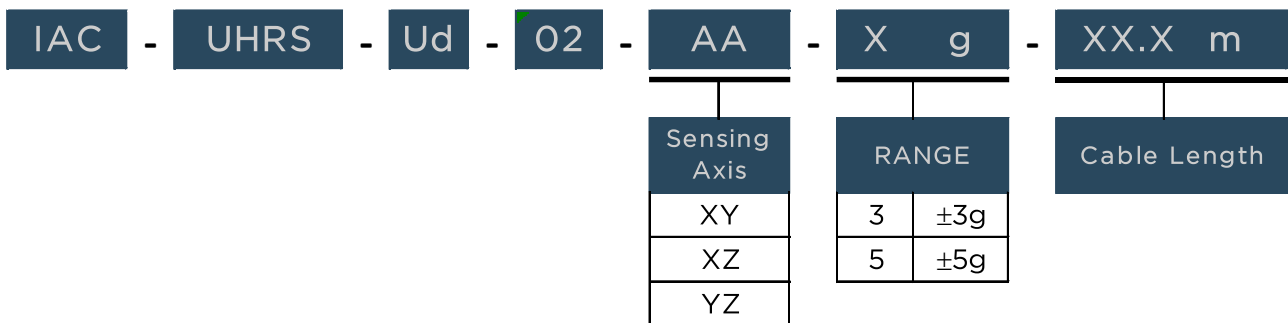 IAC - UHRS - Ud - 02 - AA - X g - XX.X m
Sensing Axis
RANGE
Cable Length
XY
3 ±3g
XZ
5 ±5g
YZ